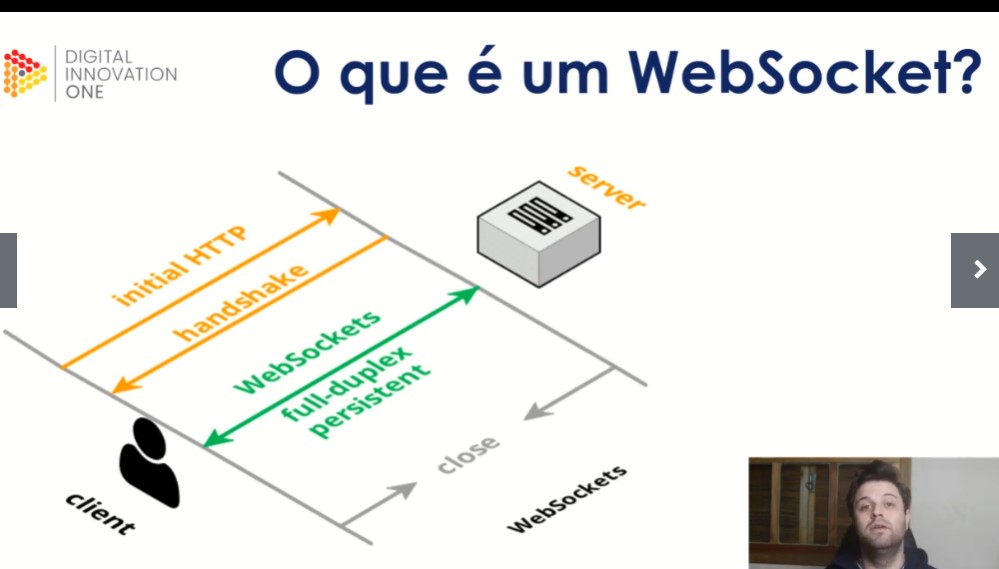 DIGITAL
INNOVATION
ONE
O que é um WebSocket?
server
initial HTTP
handshake
WebSockets
full-duplex
persistent
close
client
WebSockets